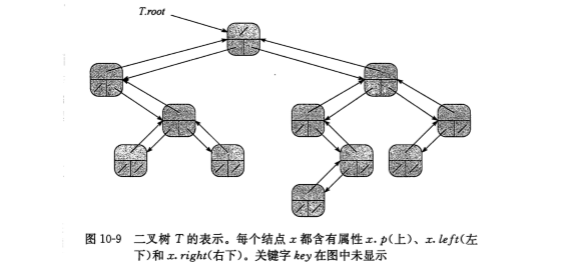 T.root
图 10-9 二叉树 T 的表示。每个结点 x 都含有属性 x.p(上)、x.left(左
下)和 x.right(右下)。关键字 key 在图中未显示